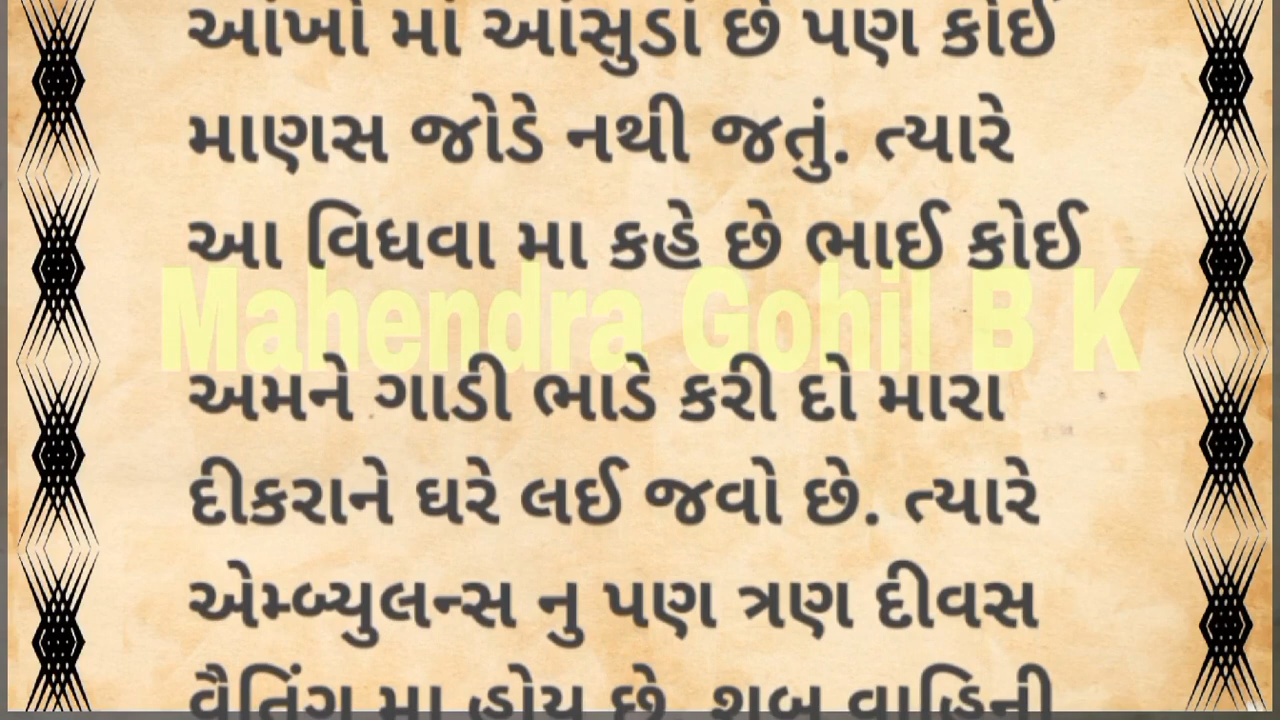 આંખો માં આંસુડાં છે પણ કોઈ
માણસ જોડે નથી જતું. ત્યારે
આ વિધવા મા કહે છે ભાઈ કોઈ
Mahendra Gohil B K
અમને ગાડી ભાડે કરી દો મારા
દીકરાને ઘરે લઈ જવો છે. ત્યારે
એમ્બ્યુલન્સ નુ પણ ત્રણ દીવસ
વૈતિંગ મા હોય છે. શબ વાહિની